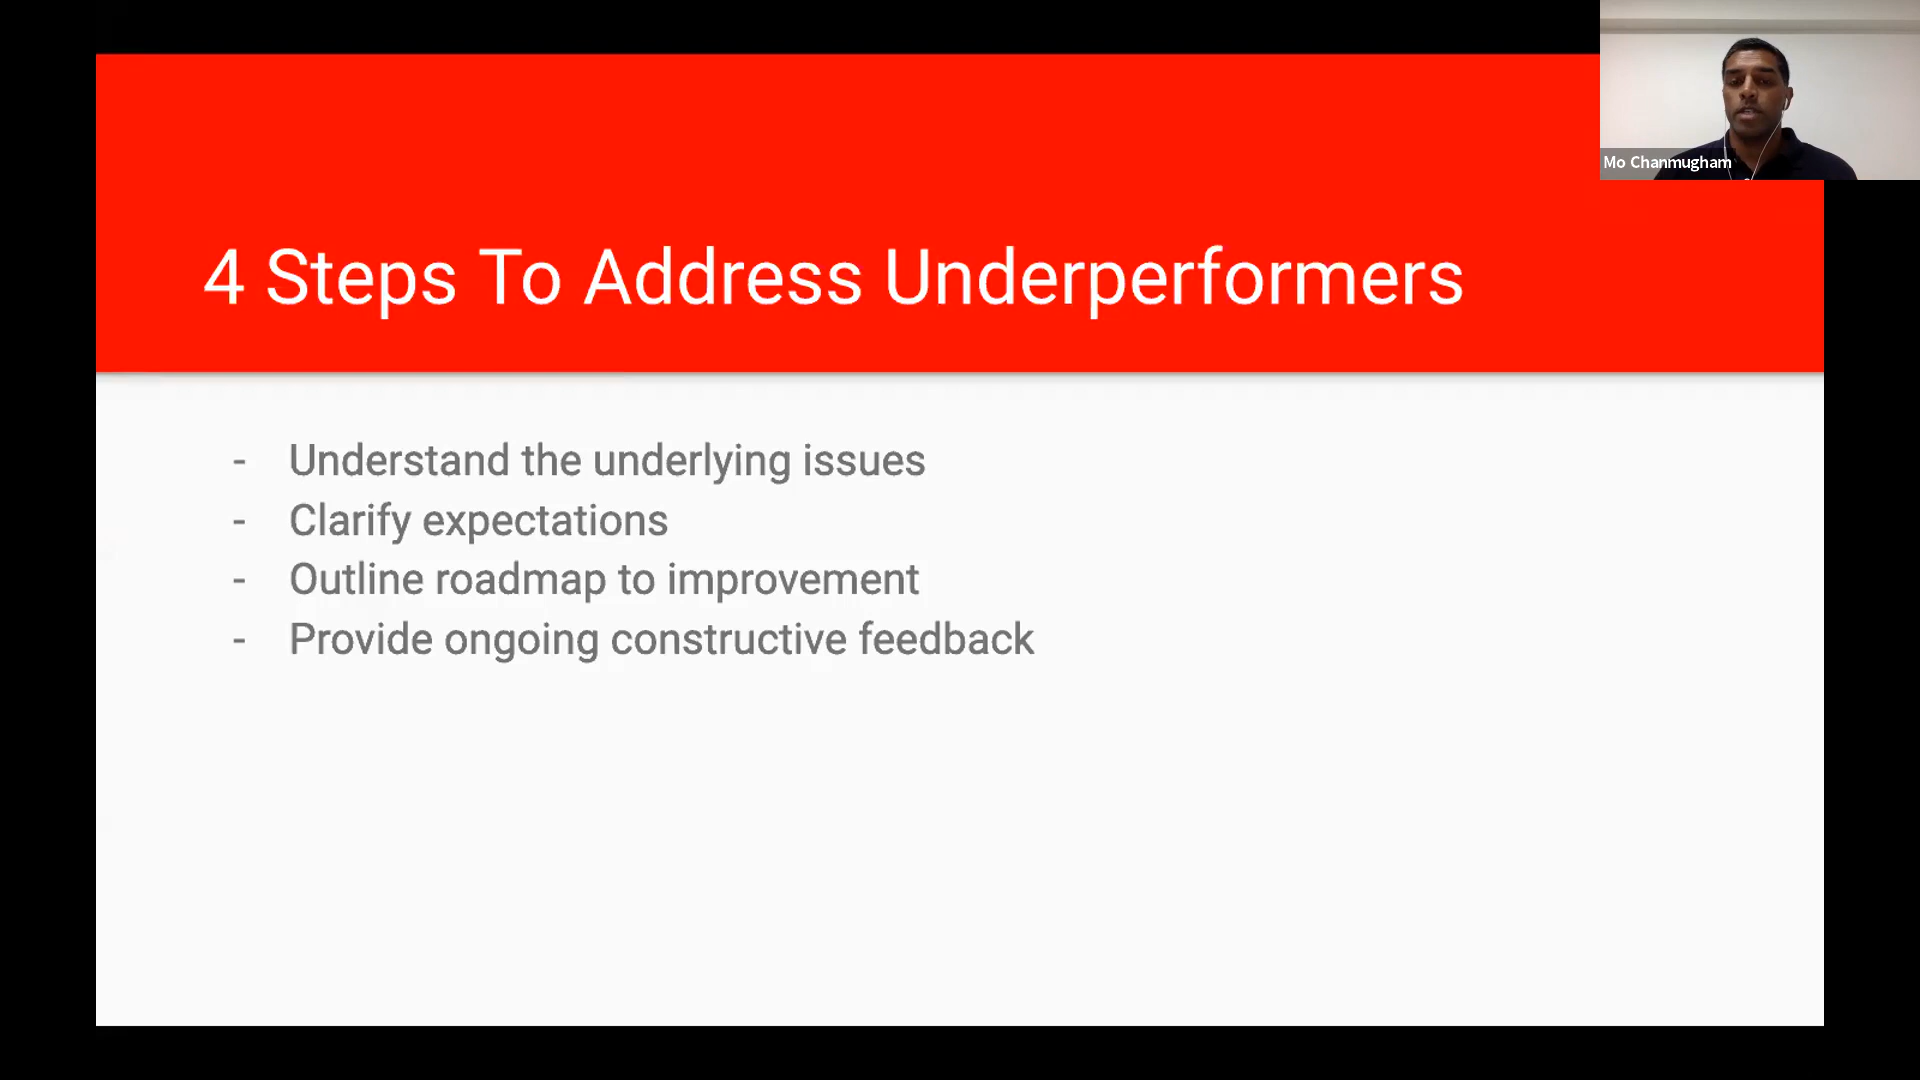 Mo Chanmugham
4 Steps To Address Underperformers
- Understand the underlying issues
- Clarify expectations
- Outline roadmap to improvement
- Provide ongoing constructive feedback